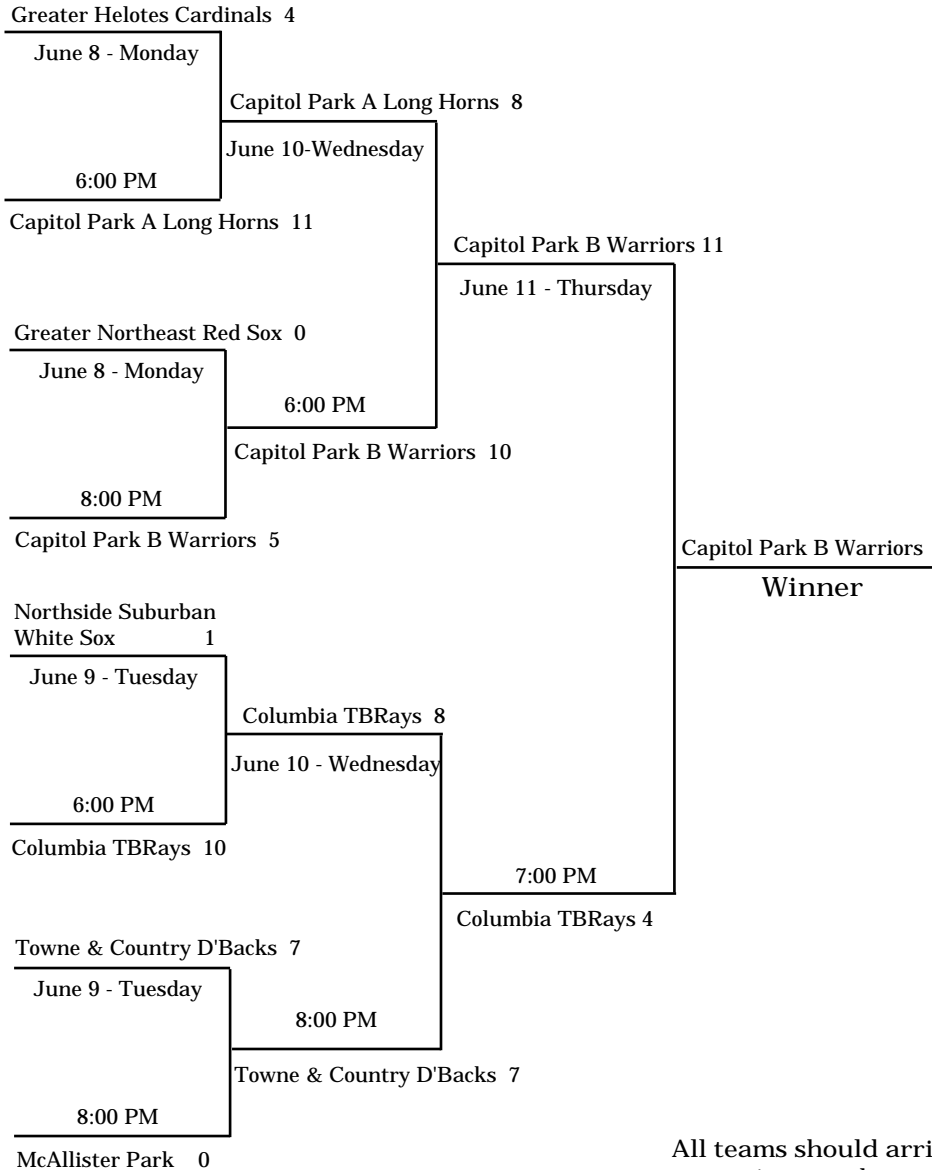 Greater Helotes Cardinals 4
June 8 - Monday
Capitol Park A Long Horns 8
June 10-Wednesday
6:00 PM
Capitol Park A Long Horns 11
Capitol Park B Warriors 11
June 11 - Thursday
Greater Northeast Red Sox 0
June 8 - Monday
6:00 PM
Capitol Park B Warriors 10
8:00 PM
Capitol Park B Warriors 5
Capitol Park B Warriors
Winner
Northside Suburban
White Sox 1
June 9 - Tuesday
Columbia TBRays 8
June 10 - Wednesday
6:00 PM
Columbia TBRays 10
7:00 PM
Columbia TBRays 4
Towne & Country D'Backs 7
June 9 - Tuesday
8:00 PM
Towne & Country D'Backs 7
8:00 PM
McAllister Park 0
All teams should arri